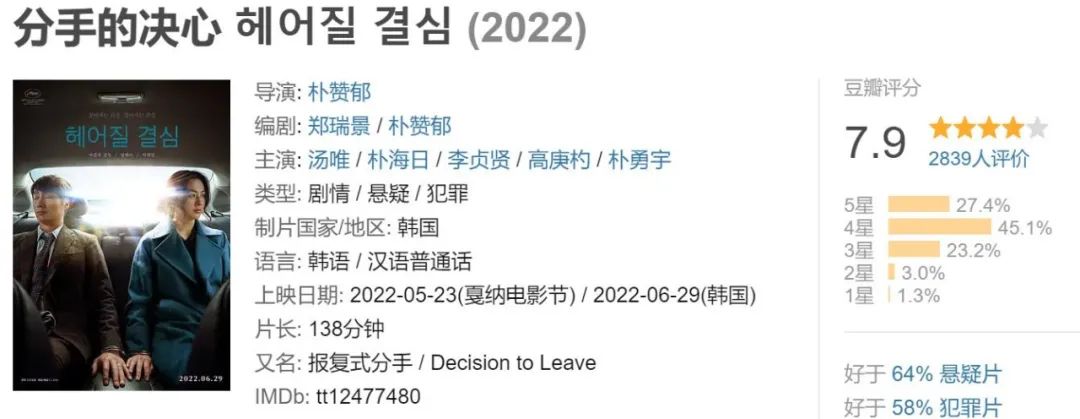 分手的决心 헤어질 결심 (2022)
헤어질 결심
2022.06.29
导演: 朴赞郁
编剧: 郑瑞景 / 朴赞郁
主演: 汤唯 / 朴海日 / 李贞贤 / 高庚杓 / 朴勇宇
类型: 剧情 / 悬疑 / 犯罪
制片国家/地区: 韩国
语言: 韩语 / 汉语普通话
上映日期: 2022-05-23(戛纳电影节) / 2022-06-29(韩国)
片长: 138分钟
又名: 报复式分手 / Decision to Leave
IMDb: tt12477480
豆瓣评分
7.9
2839人评价
5星 27.4%
4星 45.1%
3星 23.2%
2星 3.0%
1星 1.3%
好于 64% 悬疑片
好于 58% 犯罪片